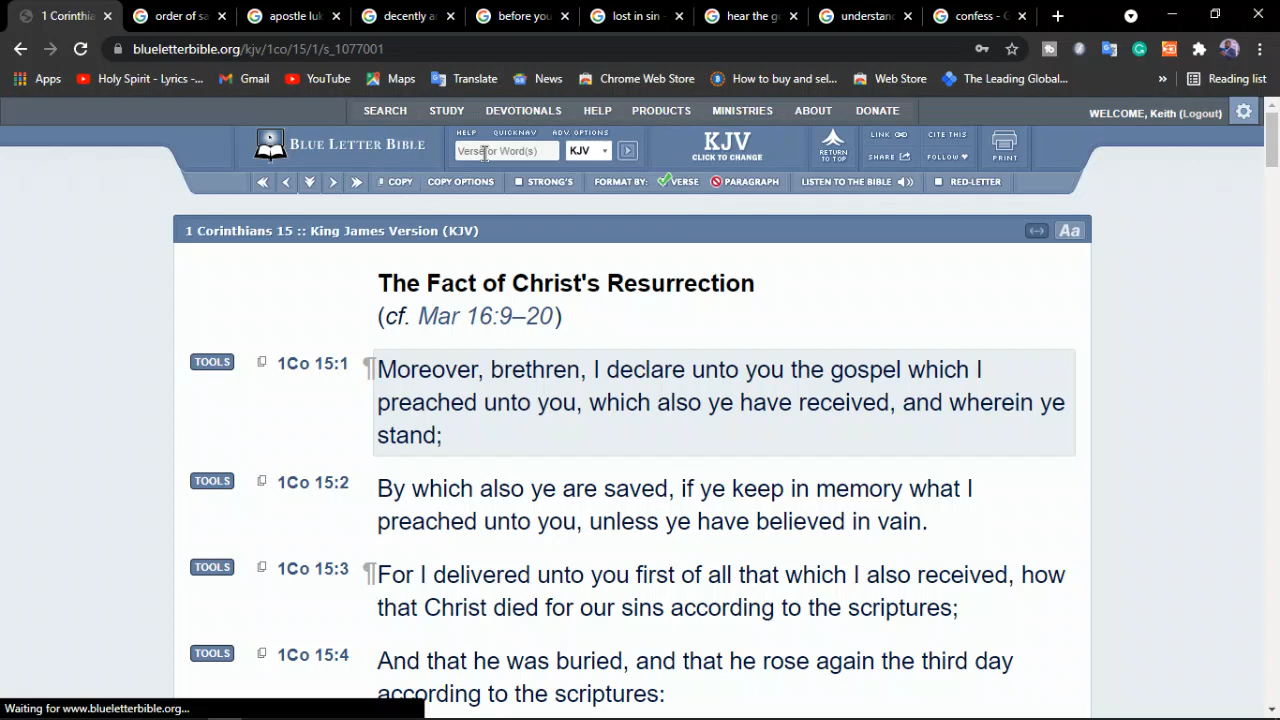 1 Corinthia
order of sa
apostle luk
decently a
before you
lost in sin -
hear the go
understand
confess - G
blueletterbible.org/kjv/1co/15/1/s_1077001
Apps
Holy Spirit - Lyrics -...
Gmail
YouTube
Maps
Translate
News
Chrome Web Store
How to buy and sel...
Web Store
The Leading Global...
»
Reading list
SEARCH STUDY DEVOTIONALS HELP PRODUCTS MINISTRIES ABOUT DONATE
WELCOME, Keith (Logout)
BLUE LETTER BIBLE
HELP QUICKNAV ADV. OPTIONS
Verse or Word(s) KJV
KJV
CLICK TO CHANGE
RETURN
TO TOP
LINK CITE THIS
SHARE FOLLOW
PRINT
COPY COPY OPTIONS STRONG'S FORMAT BY: VERSE PARAGRAPH LISTEN TO THE BIBLE RED-LETTER
1 Corinthians 15 :: King James Version (KJV)
Aa
The Fact of Christ's Resurrection
(cf. Mar 16:9–20)
TOOLS 1Co 15:1 ¶Moreover, brethren, I declare unto you the gospel which I
preached unto you, which also ye have received, and wherein ye
stand;
TOOLS 1Co 15:2 By which also ye are saved, if ye keep in memory what I
preached unto you, unless ye have believed in vain.
TOOLS 1Co 15:3 ¶For I delivered unto you first of all that which I also received, how
that Christ died for our sins according to the scriptures;
TOOLS 1Co 15:4 And that he was buried, and that he rose again the third day
according to the scriptures:
Waiting for www.blueletterbible.org...